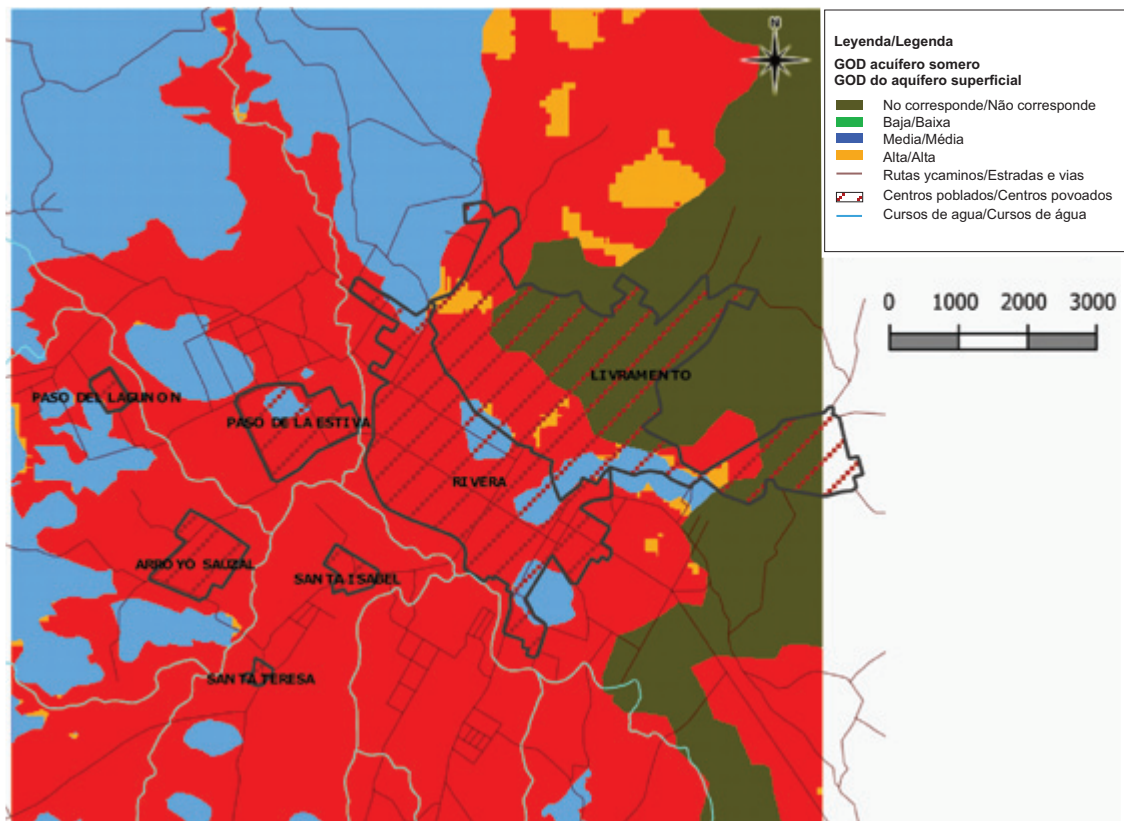 N
Leyenda/Legenda
GOD acuífero somero
GOD do aquífero superficial
No corresponde/Não corresponde
Baja/Baixa
Media/Média
Alta/Alta
Rutas ycaminos/Estradas e vias
Centros poblados/Centros povoados
Cursos de agua/Cursos de água
0 1000 2000 3000
LIVRAMENTO
PASO DEL LAGUNON
PASO DE LA ESTIVA
RIVERA
ARROYO SAUZAL
SANTA ISABEL
SANTA TERESA